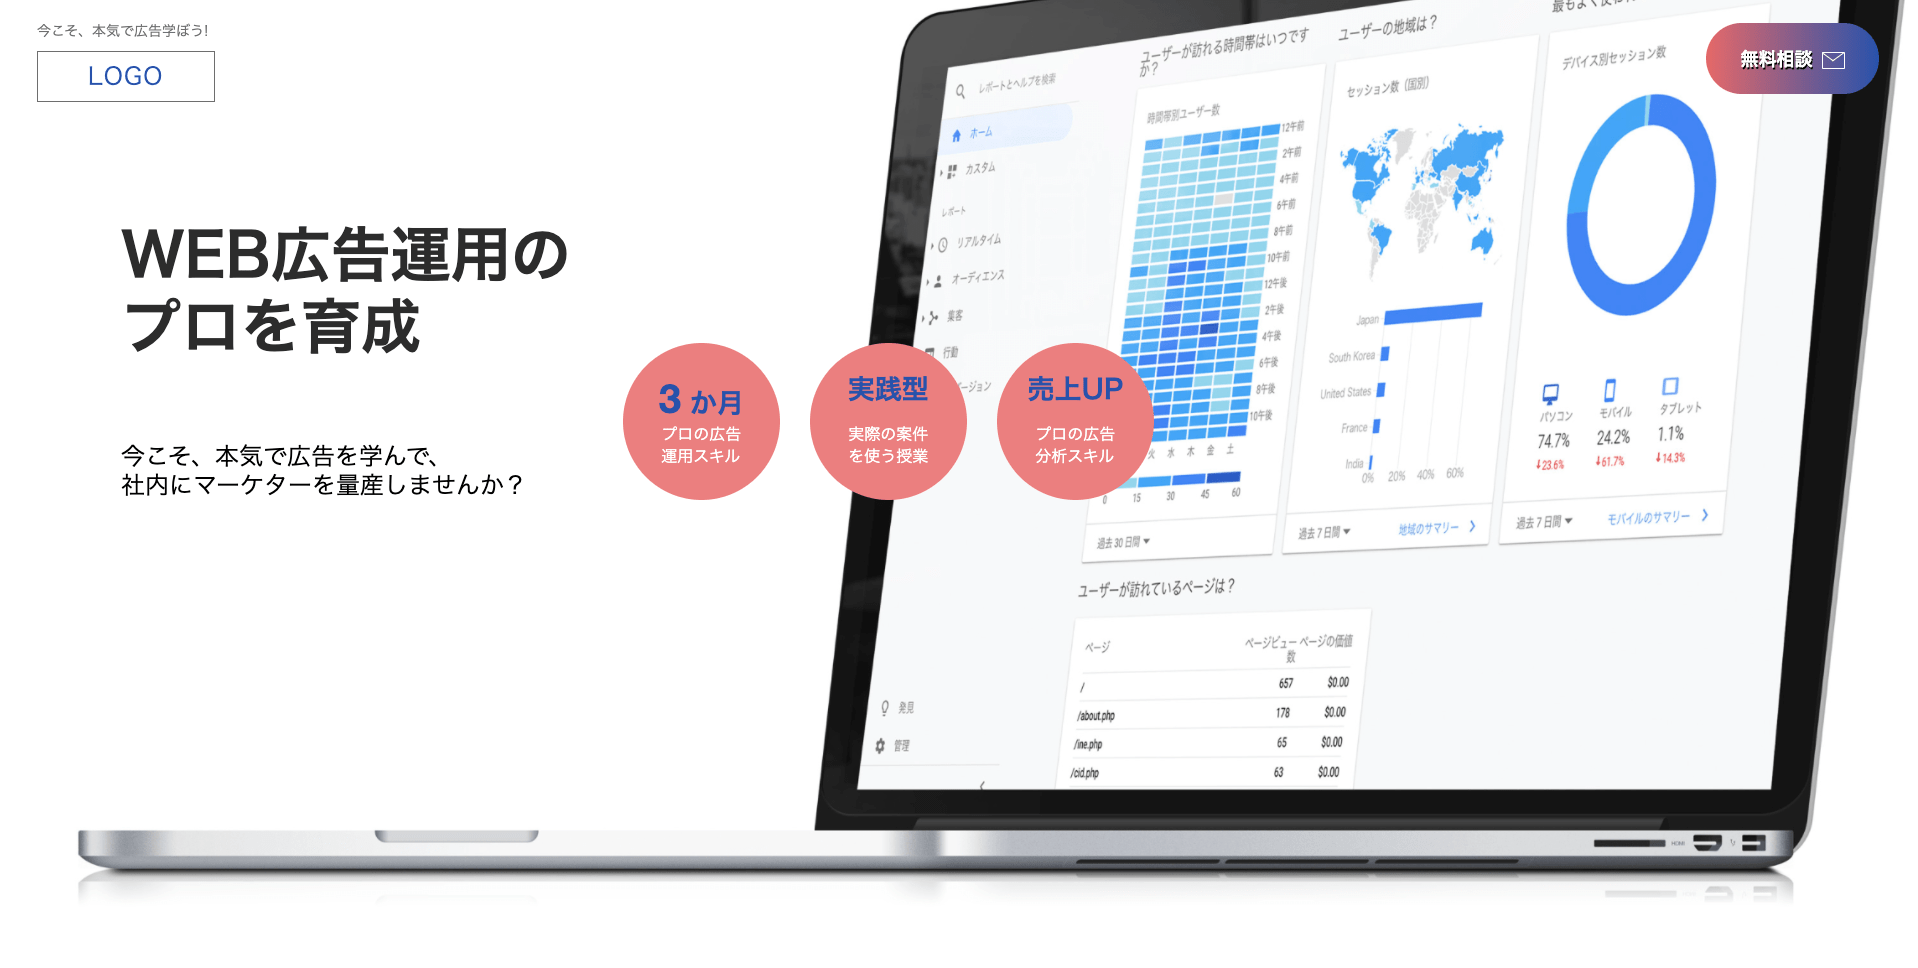 今こそ、本気で広告学ぼう!
LOGO
無料相談
WEB広告運用の
プロを育成
今こそ、本気で広告を学んで、
社内にマーケターを量産しませんか？
3 か月
プロの広告
運用スキル
実践型
実際の案件
を使う授業
売上UP
プロの広告
分析スキル
レポートとヘルプを検索
ホーム
カスタム
レポート
リアルタイム
オーディエンス
集客
行動
発見
管理
ユーザーが訪れる時間帯はいつです
か？
時間帯別ユーザー数
12午前
2午前
4午前
6午前
8午前
10午前
12午後
2午後
4午後
6午後
8午後
10午後
火 水 木 金 土
0 15 30 45 60
過去 30 日間
ユーザーの地域は？
セッション数（国別）
Japan
South Korea
United States
France
India
0% 20% 40% 60%
過去 7 日間
地域のサマリー
デバイス別セッション数
パソコン
74.7%
23.6%
モバイル
24.2%
61.7%
タブレット
1.1%
14.3%
過去 7 日間
モバイルのサマリー
ユーザーが訪れているページは？
ページ
ページビュー ページの価値
数
/ 657 $0.00
/about.php 178 $0.00
/ine.php 65 $0.00
/cid.php 63 $0.00
HDMI